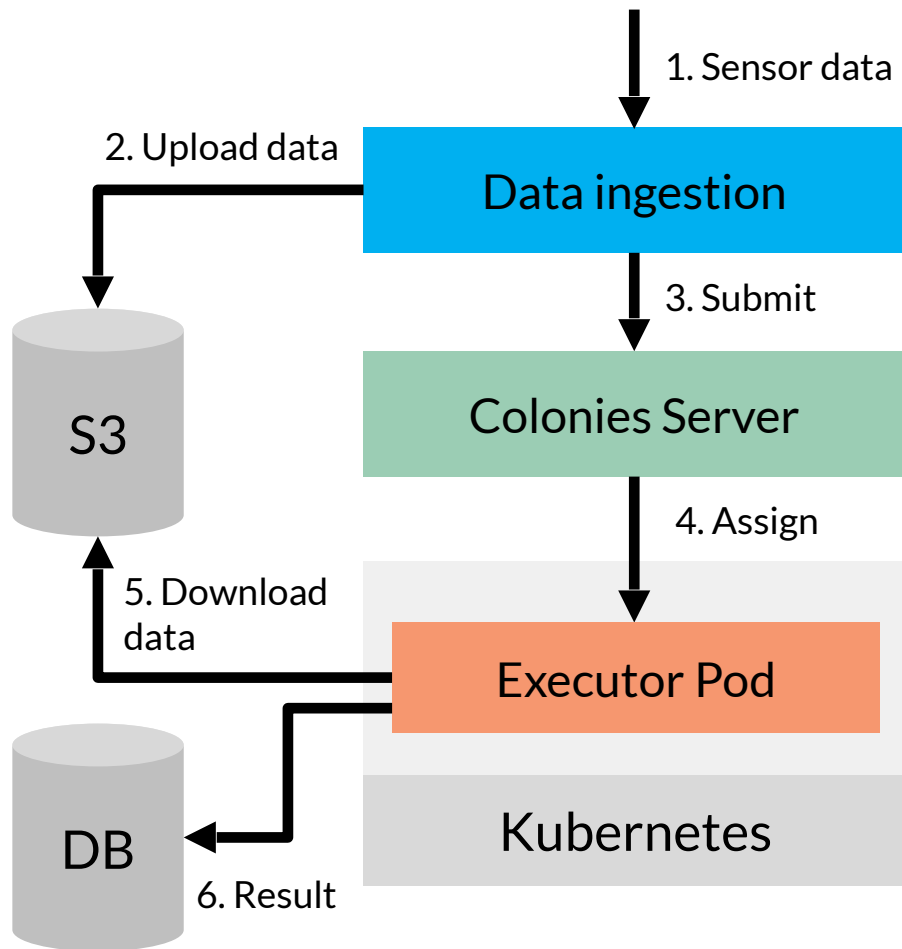 1. Sensor data
2. Upload data
Data ingestion
3. Submit
S3
Colonies Server
4. Assign
5. Download
data
Executor Pod
DB
Kubernetes
6. Result